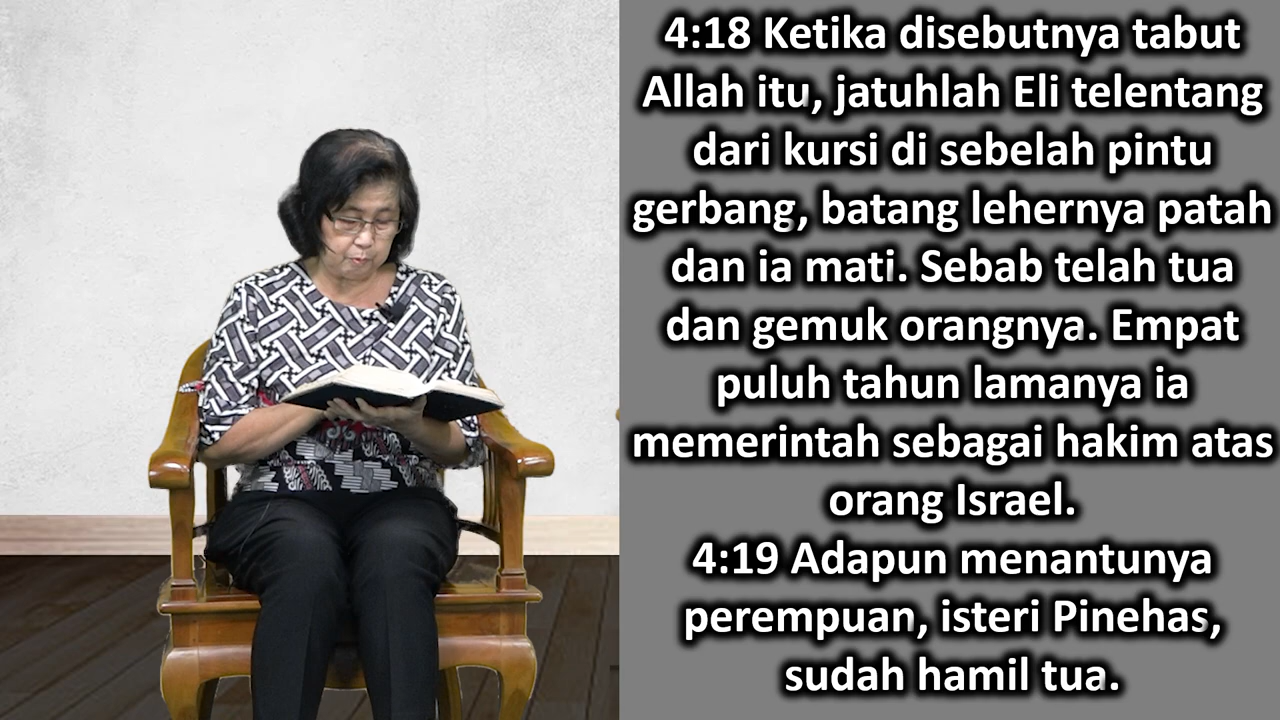 4:18 Ketika disebutnya tabut
Allah itu, jatuhlah Eli telentang
dari kursi di sebelah pintu
gerbang, batang lehernya patah
dan ia mati. Sebab telah tua
dan gemuk orangnya. Empat
puluh tahun lamanya ia
memerintah sebagai hakim atas
orang Israel.
4:19 Adapun menantunya
perempuan, isteri Pinehas,
sudah hamil tua.